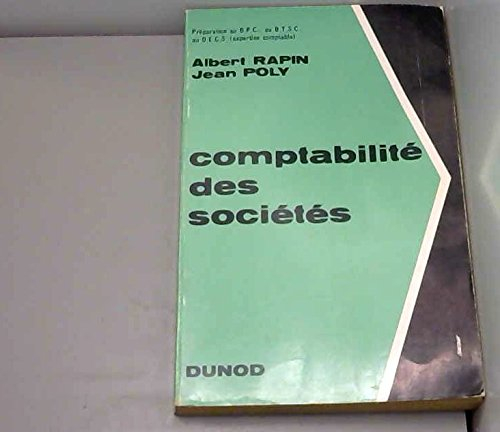 Préparation au B.P.C. au B.T.S.C.
au D.E.C.S. (expertise comptable)
Albert RAPIN
Jean POLY
comptabilité
des
sociétés
DUNOD